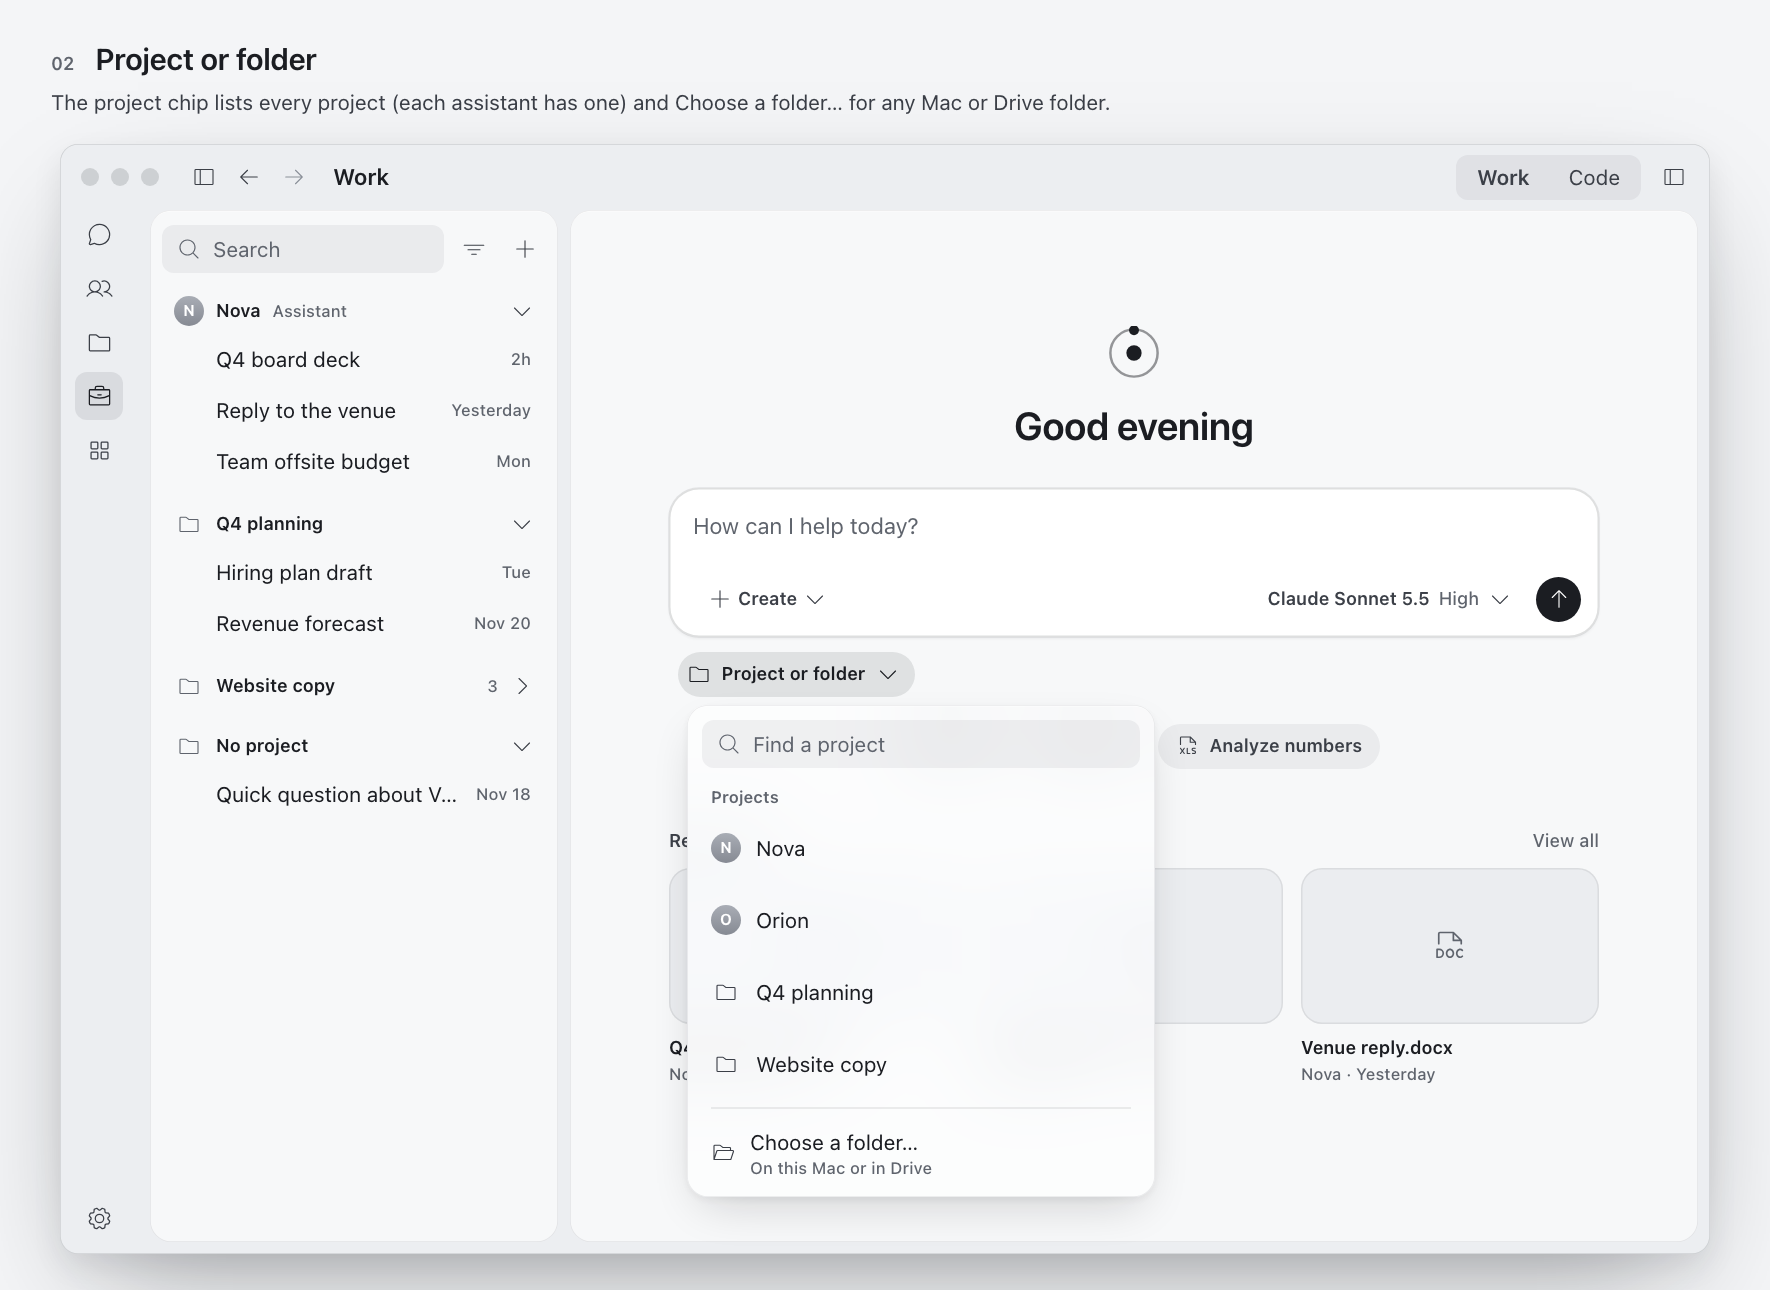 02 Project or folder
The project chip lists every project (each assistant has one) and Choose a folder... for any Mac or Drive folder.
Work
Work Code
Search
N Nova Assistant
Q4 board deck 2h
Reply to the venue Yesterday
Team offsite budget Mon
Q4 planning
Hiring plan draft Tue
Revenue forecast Nov 20
Website copy 3
No project
Quick question about V... Nov 18
Good evening
How can I help today?
Create Claude Sonnet 5.5 High
Project or folder
Find a project
Projects
N Nova
O Orion
Q4 planning
Website copy
Choose a folder...
On this Mac or in Drive
XLS Analyze numbers
View all
DOC
Venue reply.docx
Nova · Yesterday